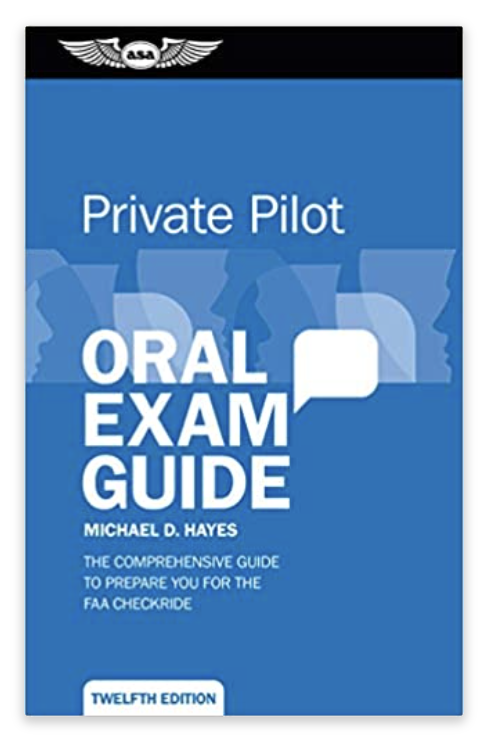 asa
Private Pilot
ORAL
EXAM
GUIDE
MICHAEL D. HAYES
THE COMPREHENSIVE GUIDE
TO PREPARE YOU FOR THE
FAA CHECKRIDE
TWELFTH EDITION